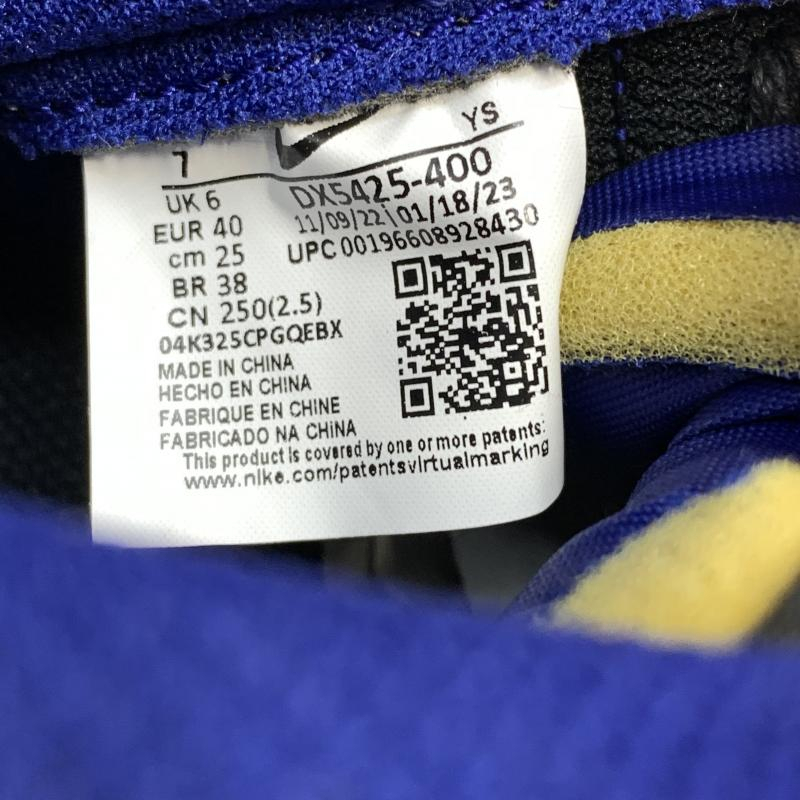 7
YS
UK 6
EUR 40
cm 25
BR 38
CN 250(2.5)
DX5425-400
11/09/22|01/18/23
UPC 00196608928430
04K325CPGQEBX
MADE IN CHINA
HECHO EN CHINA
FABRIQUE EN CHINE
FABRICADO NA CHINA
This product is covered by one or more patents:
www.nike.com/patentsvirtualmarking